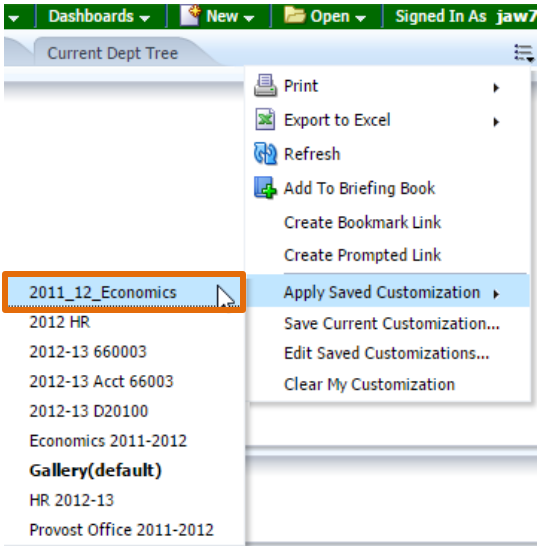 Dashboards New Open Signed In As jaw7
Current Dept Tree
Print
Export to Excel
Refresh
Add To Briefing Book
Create Bookmark Link
Create Prompted Link
Apply Saved Customization
Save Current Customization...
Edit Saved Customizations...
Clear My Customization
2011_12_Economics
2012 HR
2012-13 660003
2012-13 Acct 66003
2012-13 D20100
Economics 2011-2012
Gallery(default)
HR 2012-13
Provost Office 2011-2012